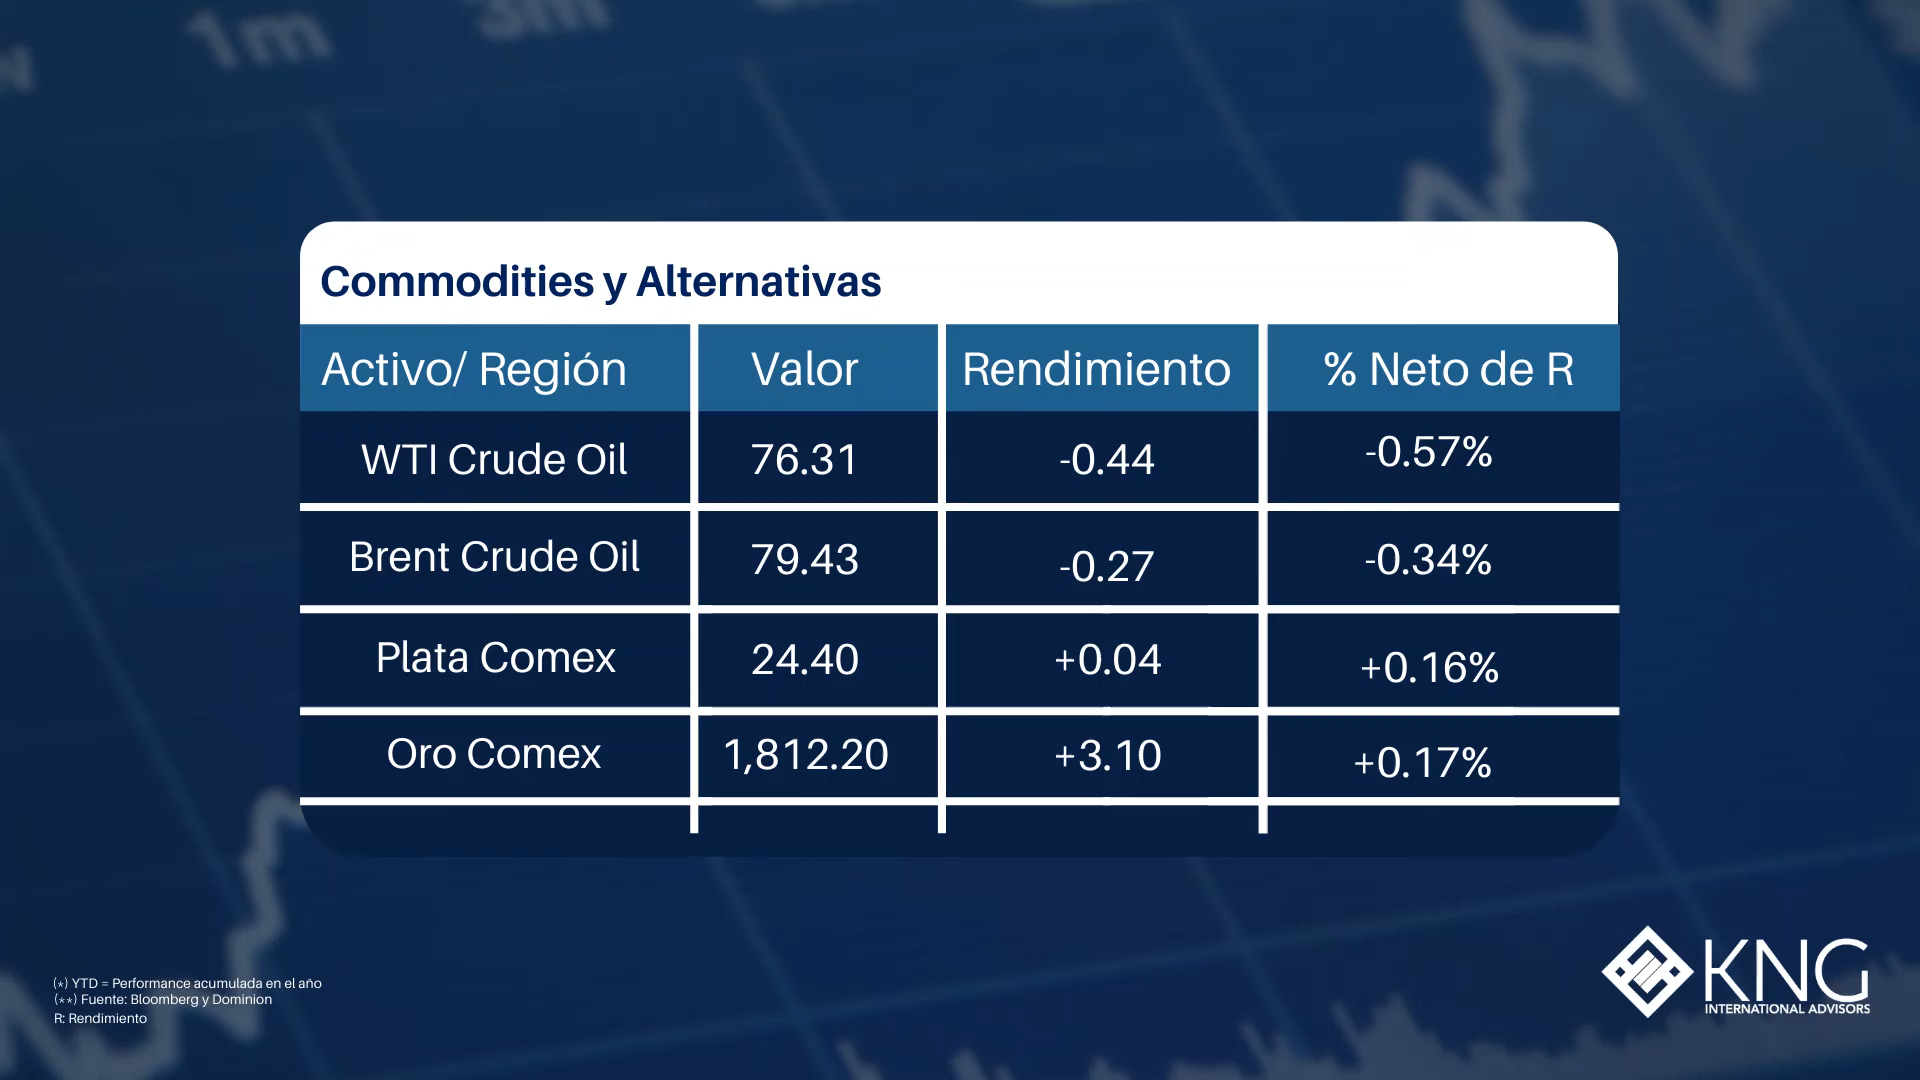 1m 3m
Commodities y Alternativas
Activo/ Región Valor Rendimiento % Neto de R
WTI Crude Oil 76.31 -0.44 -0.57%
Brent Crude Oil 79.43 -0.27 -0.34%
Plata Comex 24.40 +0.04 +0.16%
Oro Comex 1,812.20 +3.10 +0.17%
(*) YTD = Performance acumulada en el año
(**) Fuente: Bloomberg y Dominion
R: Rendimiento
KNG
INTERNATIONAL ADVISORS